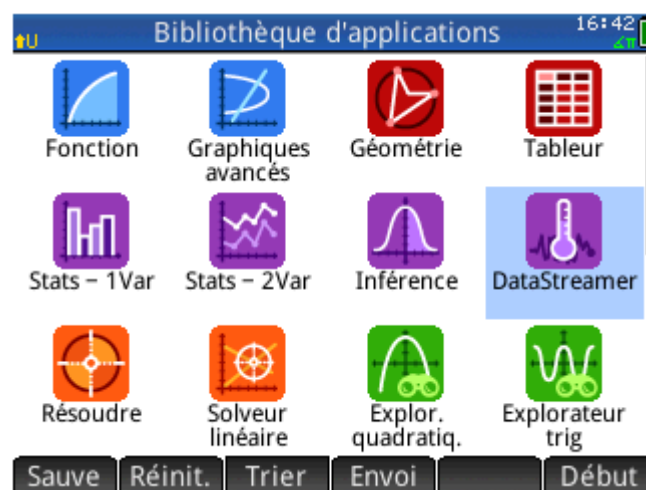 Bibliothèque d'applications
16:42
U
∡π
Fonction
Graphiques
avancés
Géométrie
Tableur
Stats – 1Var
Stats – 2Var
Inférence
DataStreamer
Résoudre
Solveur
linéaire
Explor.
quadratiq.
Explorateur
trig
Sauve
Réinit.
Trier
Envoi
Début